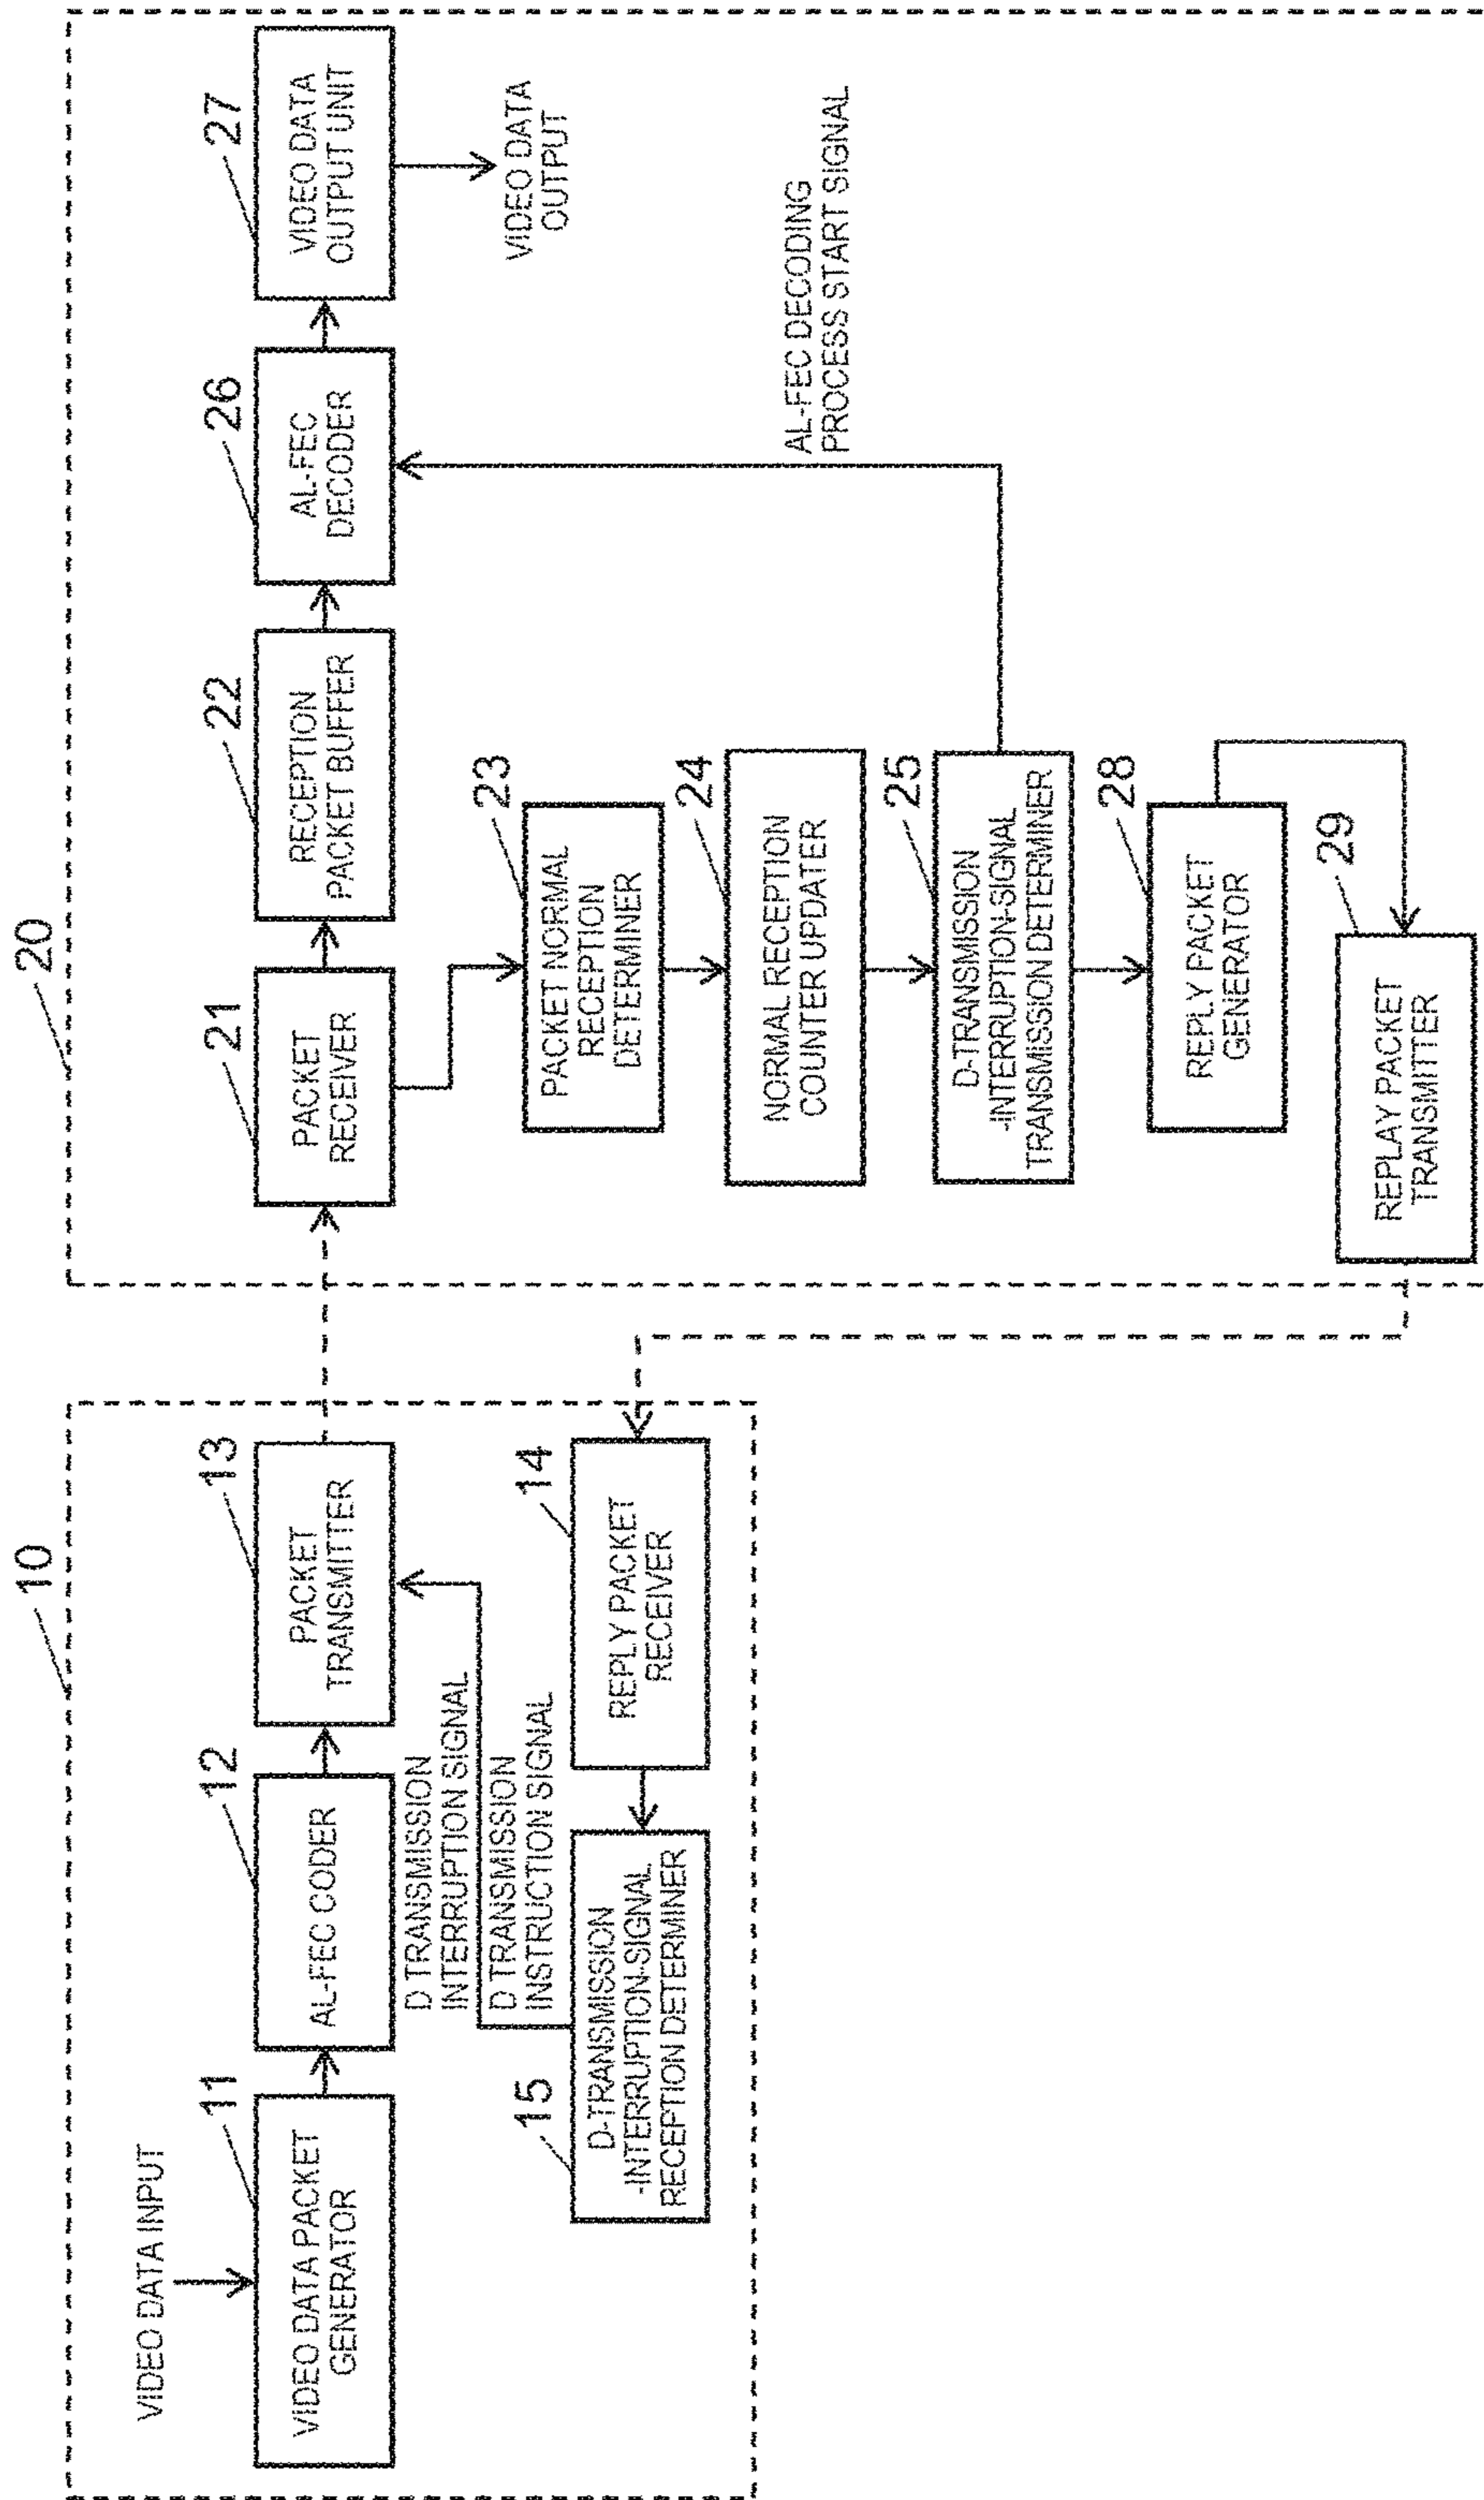 10
VIDEO DATA INPUT
11
VIDEO DATA PACKET
GENERATOR
12
AL-FEC CODER
13
PACKET
TRANSMITTER
D TRANSMISSION
INTERRUPTION SIGNAL
D TRANSMISSION
INSTRUCTION SIGNAL
14
REPLY PACKET
RECEIVER
15
D-TRANSMISSION
-INTERRUPTION-SIGNAL
RECEPTION DETERMINER
20
21
PACKET
RECEIVER
22
RECEPTION
PACKET BUFFER
26
AL-FEC
DECODER
27
VIDEO DATA
OUTPUT UNIT
VIDEO DATA
OUTPUT
23
PACKET NORMAL
RECEPTION
DETERMINER
24
NORMAL RECEPTION
COUNTER UPDATER
AL-FEC DECODING
PROCESS START SIGNAL
25
D-TRANSMISSION
-INTERRUPTION-SIGNAL
TRANSMISSION DETERMINER
28
REPLY PACKET
GENERATOR
29
REPLAY PACKET
TRANSMITTER